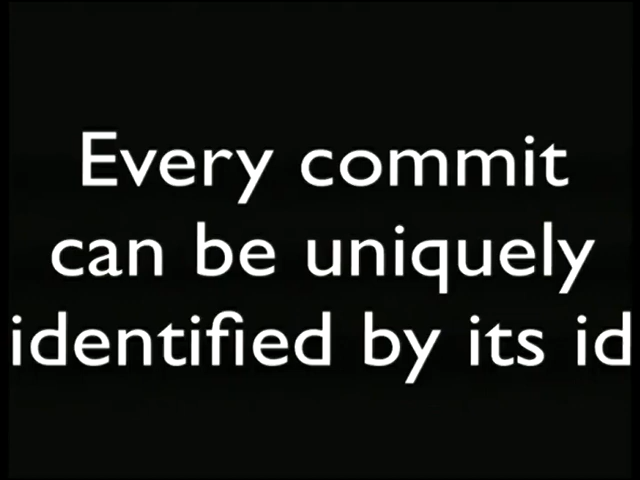 Every commit
can be uniquely
identified by its id